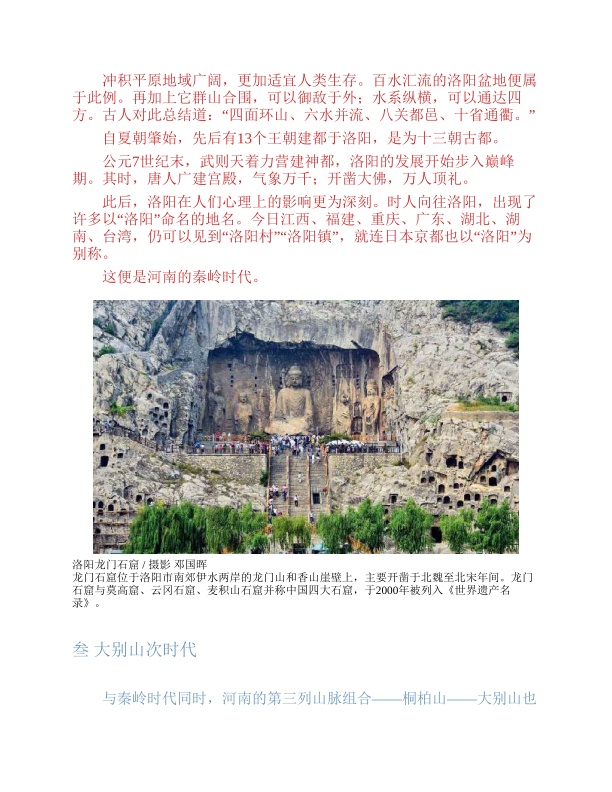 冲积平原地域广阔，更加适宜人类生存。百水汇流的洛阳盆地便属
于此例。再加上它群山合围，可以御敌于外；水系纵横，可以通达四
方。古人对此总结道：“四面环山、六水并流、八关都邑、十省通衢。”
自夏朝肇始，先后有13个王朝建都于洛阳，是为十三朝古都。
公元7世纪末，武则天着力营建神都，洛阳的发展开始步入巅峰
期。其时，唐人广建宫殿，气象万千；开凿大佛，万人顶礼。
此后，洛阳在人们心理上的影响更为深刻。时人向往洛阳，出现了
许多以“洛阳”命名的地名。今日江西、福建、重庆、广东、湖北、湖
南、台湾，仍可以见到“洛阳村”“洛阳镇”，就连日本京都也以“洛阳”为
别称。
这便是河南的秦岭时代。
洛阳龙门石窟 / 摄影 邓国晖
龙门石窟位于洛阳市南郊伊水两岸的龙门山和香山崖壁上，主要开凿于北魏至北宋年间。龙门
石窟与莫高窟、云冈石窟、麦积山石窟并称中国四大石窟，于2000年被列入《世界遗产名
录》。
叁 大别山次时代
与秦岭时代同时，河南的第三列山脉组合——桐柏山——大别山也